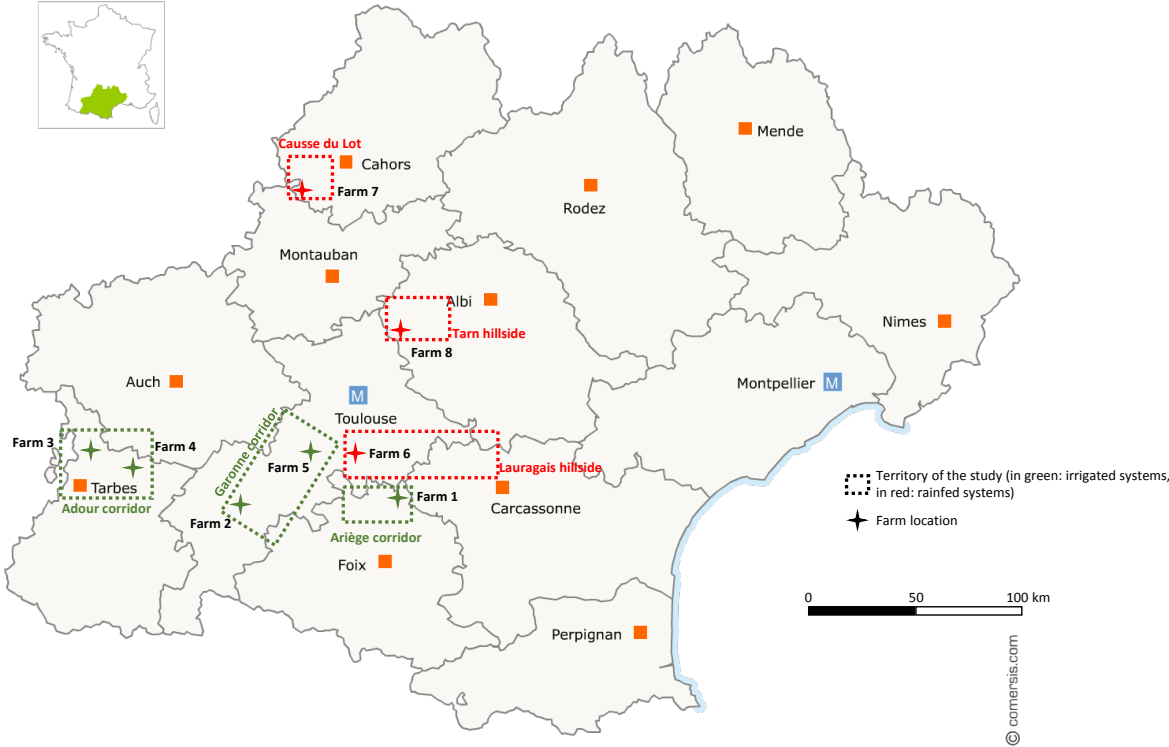 Mende
Causse du Lot
Cahors
Farm 7
Rodez
Montauban
Albi
Tarn hillside
Farm 8
Nimes
Auch
M
Montpellier
M
Toulouse
Farm 3
Farm 4
Garonne corridor
Farm 5
Farm 6
Lauragais hillside
Tarbes
Adour corridor
Farm 2
Farm 1
Carcassonne
Ariège corridor
Foix
Perpignan
Territory of the study (in green: irrigated systems,
in red: rainfed systems)
Farm location
0
50
100 km
© comersis.com